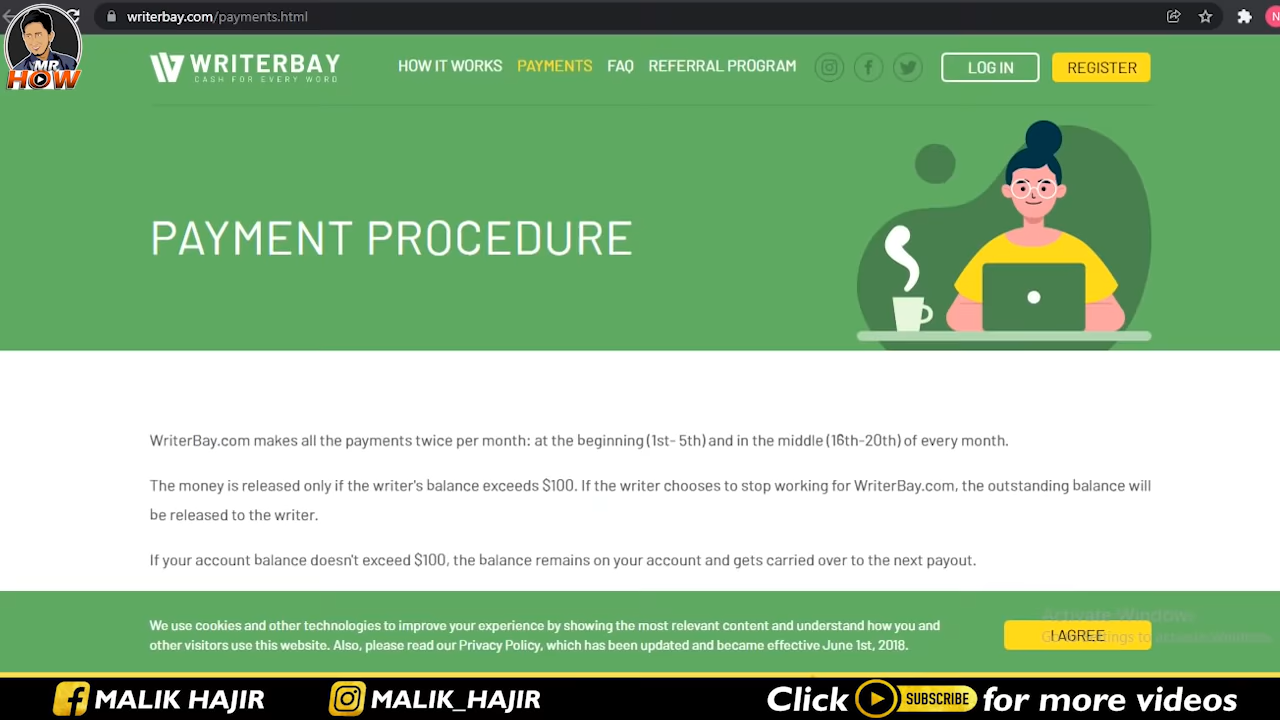 writerbay.com/payments.html
N
MR
HOW
WRITERBAY
CASH FOR EVERY WORD
HOW IT WORKS PAYMENTS FAQ REFERRAL PROGRAM LOG IN REGISTER
PAYMENT PROCEDURE
WriterBay.com makes all the payments twice per month: at the beginning (1st- 5th) and in the middle (16th-20th) of every month.
The money is released only if the writer's balance exceeds $100. If the writer chooses to stop working for WriterBay.com, the outstanding balance will
be released to the writer.
If your account balance doesn't exceed $100, the balance remains on your account and gets carried over to the next payout.
We use cookies and other technologies to improve your experience by showing the most relevant content and understand how you and
other visitors use this website. Also, please read our Privacy Policy, which has been updated and became effective June 1st, 2018.
Activate Windows
I AGREE
MALIK HAJIR MALIK_HAJIR Click SUBSCRIBE for more videos